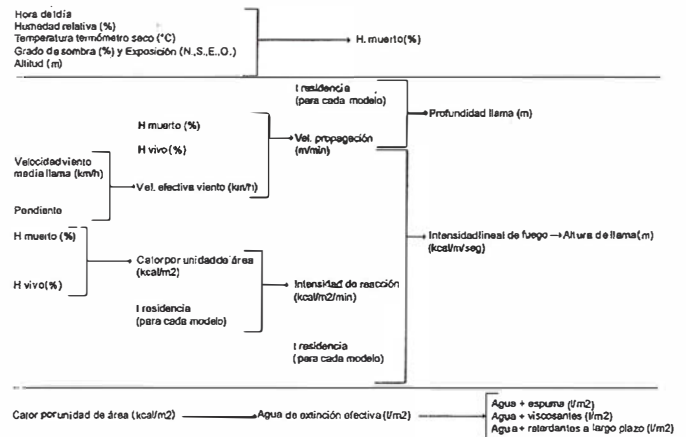 Hora del día
Humedad relativa (%)
Temperatura termómetro seco (°C)
Grado de sombra (%) y Exposición (N.,S.,E.,O.)
Altitud (m)
H. muerto(%)
t residencia
(para cada modelo)
Profundidad llama (m)
H muerto (%)
H vivo(%)
Vel. propagación
(m/min)
Velocidad viento
media llama (km/h)
Vel. efectiva viento (km/h)
Pendiente
H muerto (%)
H vivo(%)
Calor por unidad de área
(kcal/m2)
t residencia
(para cada modelo)
Intensidad de reacción
(kcal/m2/min)
Intensidad lineal de fuego
(kcal/m/seg)
Altura de llama(m)
t residencia
(para cada modelo)
Calor por unidad de área (kcal/m2)
Agua de extinción efectiva (l/m2)
Agua + espuma (l/m2)
Agua + viscosantes (l/m2)
Agua + retardantes a largo plazo (l/m2)